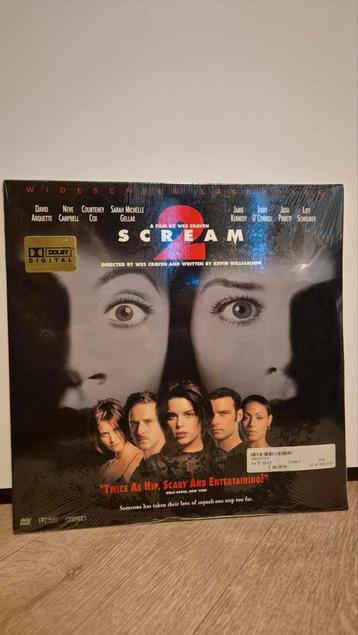 WIDESCREEN LASERDISC
DAVID ARQUETTE
NEVE CAMPBELL
COURTENEY COX
SARAH MICHELLE GELLAR
JAMIE KENNEDY
JERRY O'CONNELL
JADA PINKETT
LIEV SCHREIBER
A FILM BY WES CRAVEN
SCREAM
2
DIRECTED BY WES CRAVEN AND WRITTEN BY KEVIN WILLIAMSON
DOLBY
DIGITAL
NTSC
"TWICE AS HIP, SCARY AND ENTERTAINING!"
Someone has taken their love of sequels one step too far.